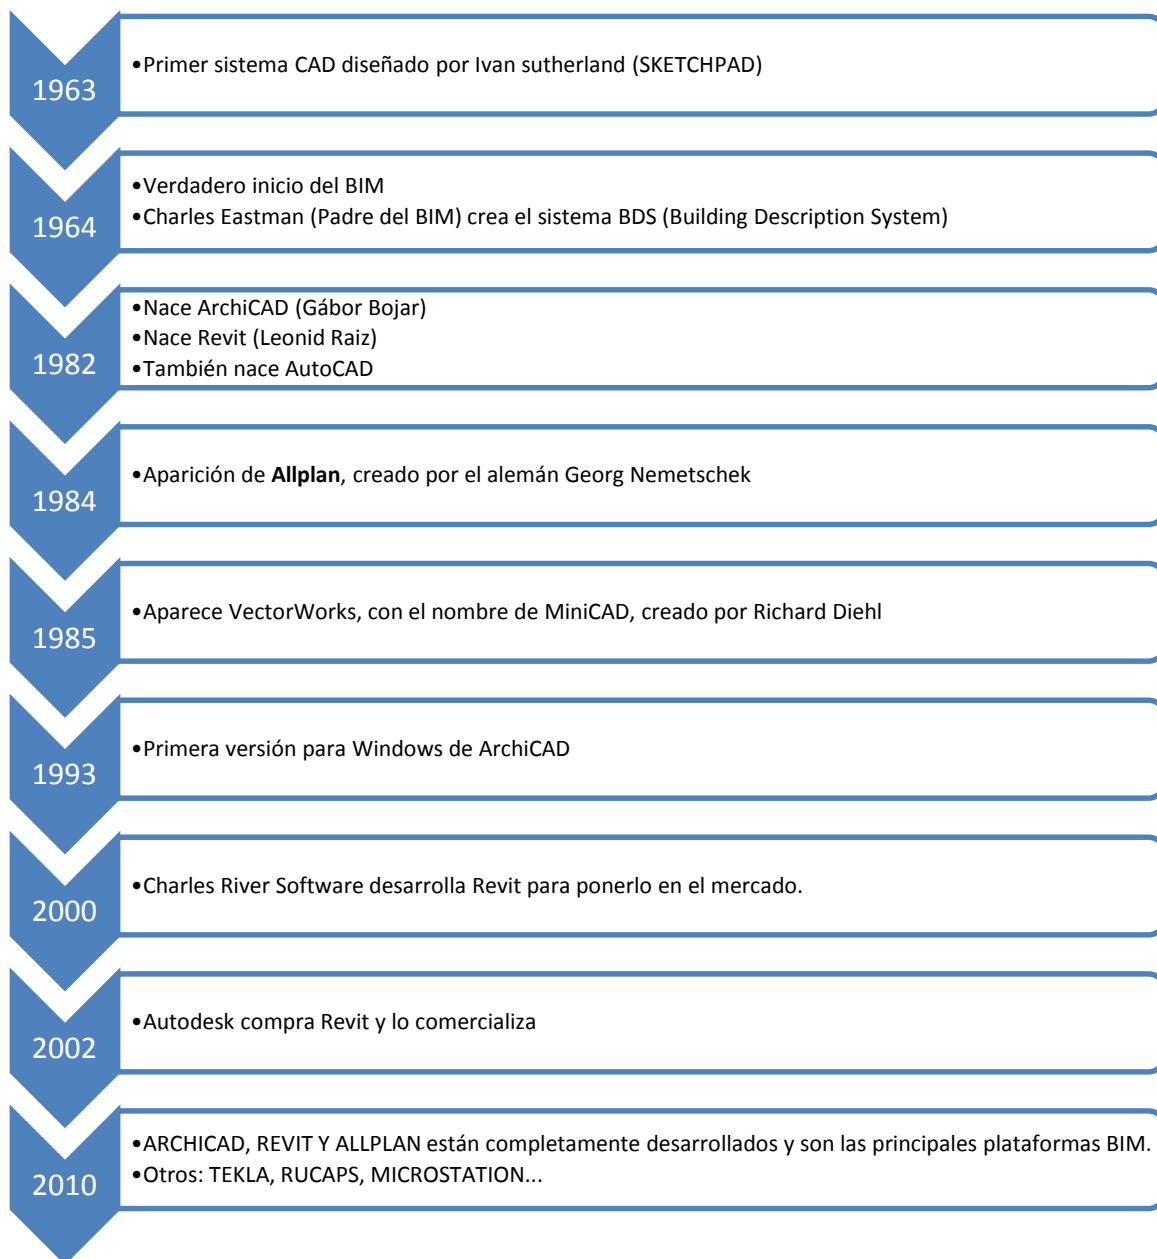 1963
•Primer sistema CAD diseñado por Ivan sutherland (SKETCHPAD)
1964
•Verdadero inicio del BIM
•Charles Eastman (Padre del BIM) crea el sistema BDS (Building Description System)
1982
•Nace ArchiCAD (Gábor Bojar)
•Nace Revit (Leonid Raiz)
•También nace AutoCAD
1984
•Aparición de Allplan, creado por el alemán Georg Nemetschek
1985
•Aparece VectorWorks, con el nombre de MiniCAD, creado por Richard Diehl
1993
•Primera versión para Windows de ArchiCAD
2000
•Charles River Software desarrolla Revit para ponerlo en el mercado.
2002
•Autodesk compra Revit y lo comercializa
2010
•ARCHICAD, REVIT Y ALLPLAN están completamente desarrollados y son las principales plataformas BIM.
•Otros: TEKLA, RUCAPS, MICROSTATION...